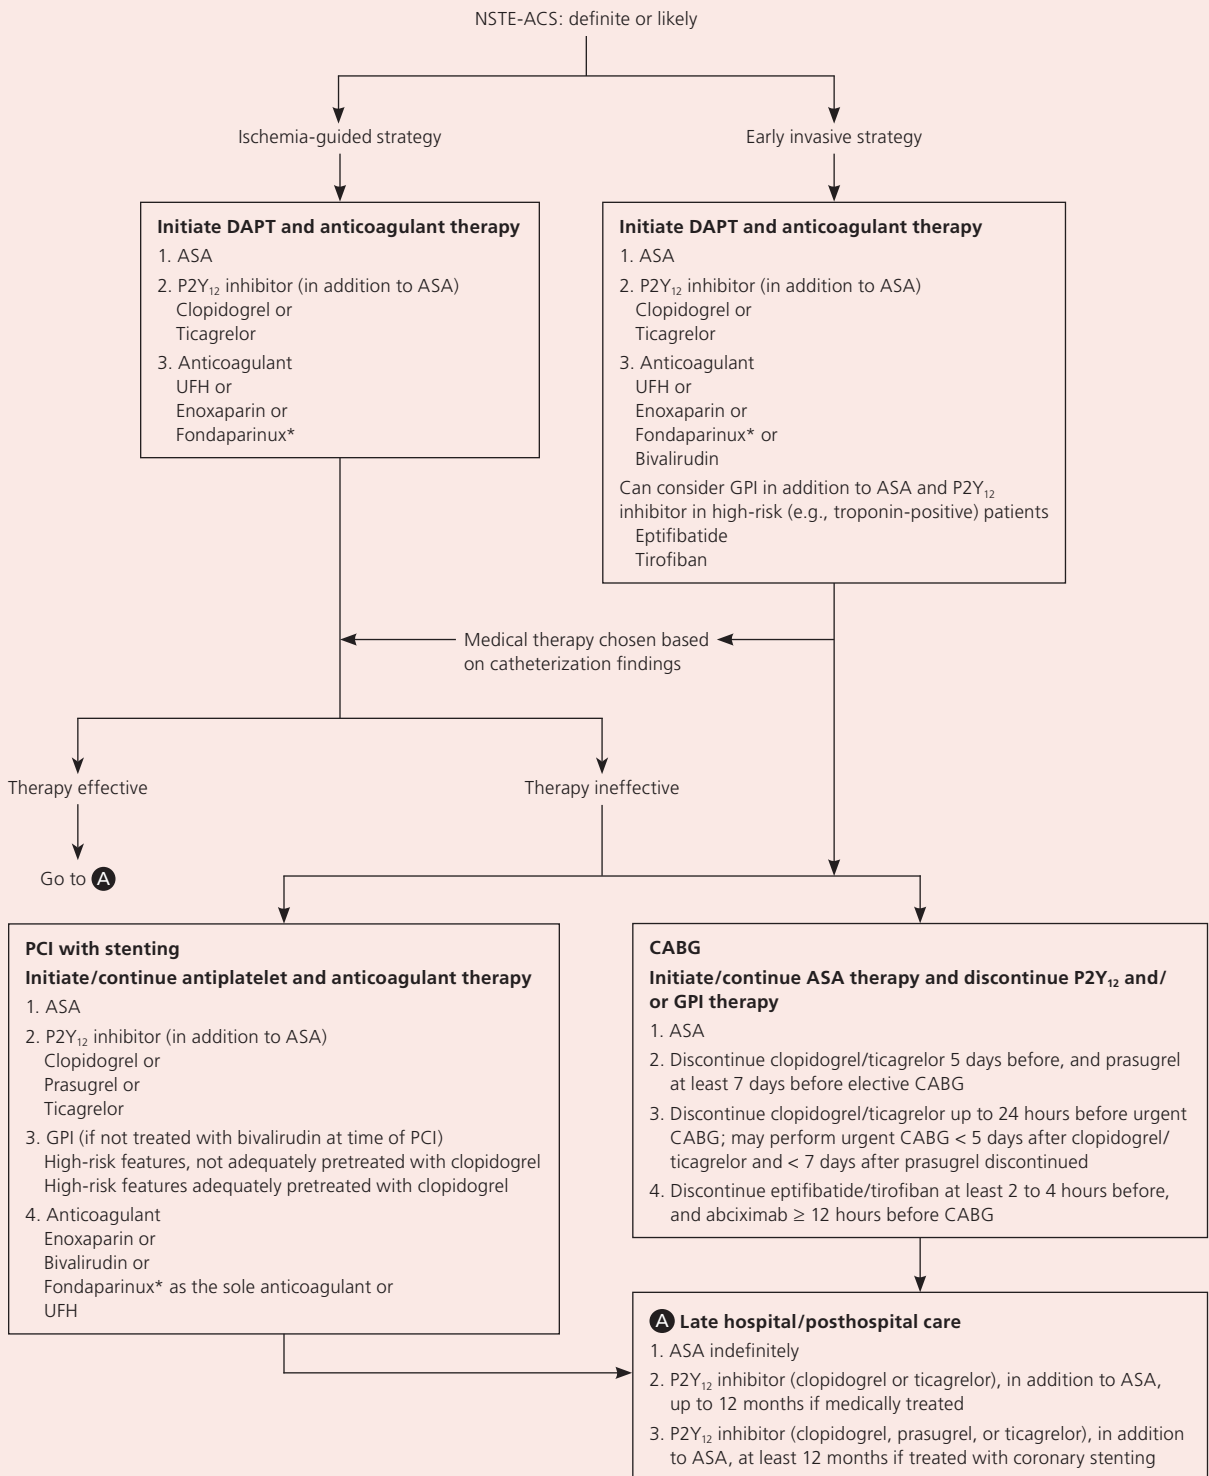 NSTE-ACS: definite or likely
Ischemia-guided strategy
Early invasive strategy
Initiate DAPT and anticoagulant therapy
1. ASA
2. P2Y₁₂ inhibitor (in addition to ASA)
Clopidogrel or
Ticagrelor
3. Anticoagulant
UFH or
Enoxaparin or
Fondaparinux*
Initiate DAPT and anticoagulant therapy
1. ASA
2. P2Y₁₂ inhibitor (in addition to ASA)
Clopidogrel or
Ticagrelor
3. Anticoagulant
UFH or
Enoxaparin or
Fondaparinux* or
Bivalirudin
Can consider GPI in addition to ASA and P2Y₁₂
inhibitor in high-risk (e.g., troponin-positive) patients
Eptifibatide
Tirofiban
Medical therapy chosen based
on catheterization findings
Therapy effective
Therapy ineffective
Go to A
PCI with stenting
Initiate/continue antiplatelet and anticoagulant therapy
1. ASA
2. P2Y₁₂ inhibitor (in addition to ASA)
Clopidogrel or
Prasugrel or
Ticagrelor
3. GPI (if not treated with bivalirudin at time of PCI)
High-risk features, not adequately pretreated with clopidogrel
High-risk features adequately pretreated with clopidogrel
4. Anticoagulant
Enoxaparin or
Bivalirudin or
Fondaparinux* as the sole anticoagulant or
UFH
CABG
Initiate/continue ASA therapy and discontinue P2Y₁₂ and/
or GPI therapy
1. ASA
2. Discontinue clopidogrel/ticagrelor 5 days before, and prasugrel
at least 7 days before elective CABG
3. Discontinue clopidogrel/ticagrelor up to 24 hours before urgent
CABG; may perform urgent CABG < 5 days after clopidogrel/
ticagrelor and < 7 days after prasugrel discontinued
4. Discontinue eptifibatide/tirofiban at least 2 to 4 hours before,
and abciximab ≥ 12 hours before CABG
A Late hospital/posthospital care
1. ASA indefinitely
2. P2Y₁₂ inhibitor (clopidogrel or ticagrelor), in addition to ASA,
up to 12 months if medically treated
3. P2Y₁₂ inhibitor (clopidogrel, prasugrel, or ticagrelor), in addition
to ASA, at least 12 months if treated with coronary stenting